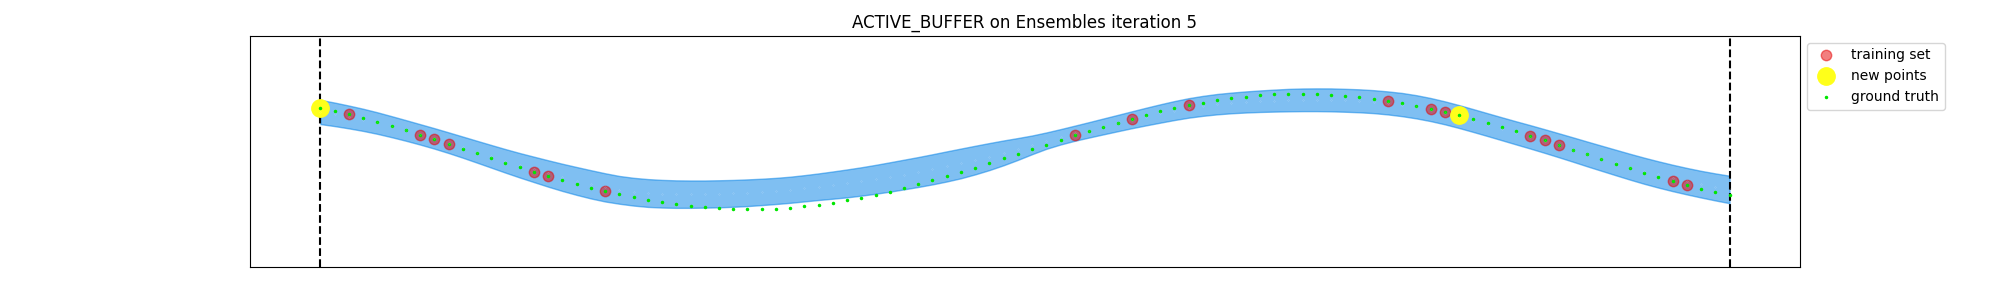 ACTIVE_BUFFER on Ensembles iteration 5
training set
new points
ground truth